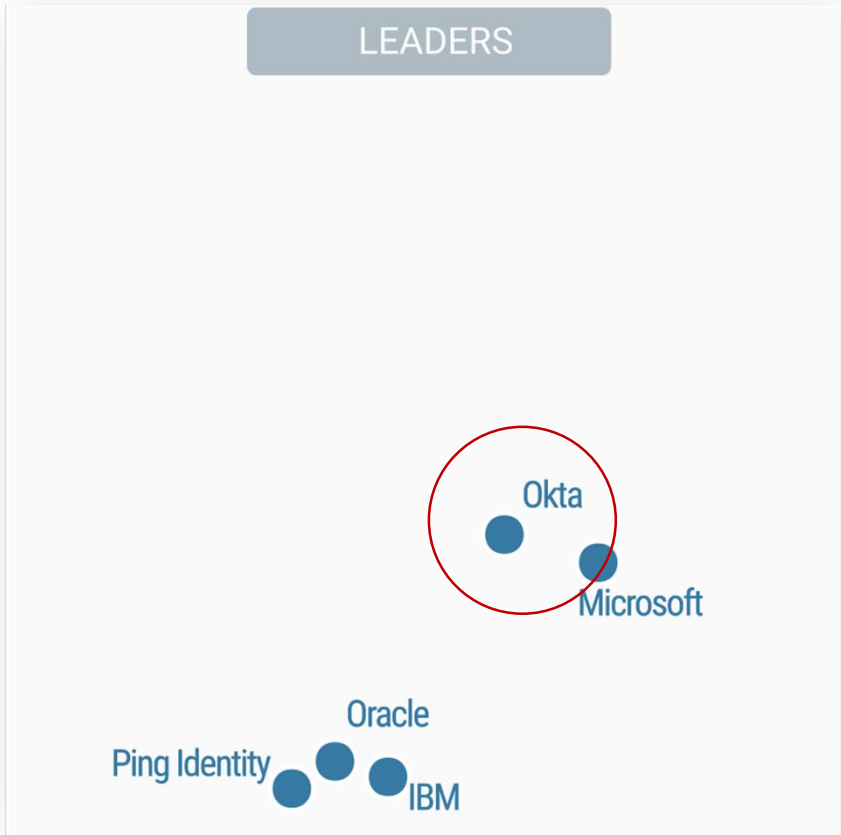 LEADERS
Okta
Microsoft
Oracle
Ping Identity
IBM